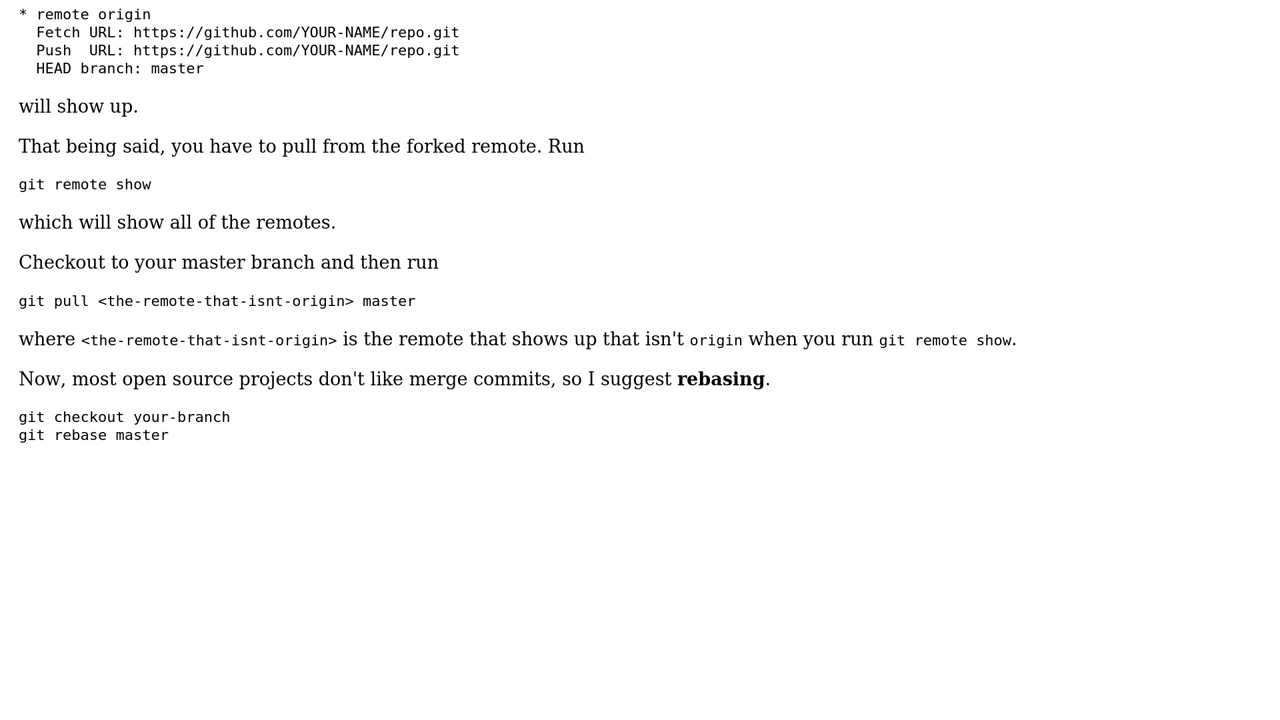 * remote origin
  Fetch URL: https://github.com/YOUR-NAME/repo.git
  Push  URL: https://github.com/YOUR-NAME/repo.git
  HEAD branch: master
will show up.
That being said, you have to pull from the forked remote. Run
git remote show
which will show all of the remotes.
Checkout to your master branch and then run
git pull <the-remote-that-isnt-origin> master
where <the-remote-that-isnt-origin> is the remote that shows up that isn't origin when you run git remote show.
Now, most open source projects don't like merge commits, so I suggest rebasing.
git checkout your-branch
git rebase master